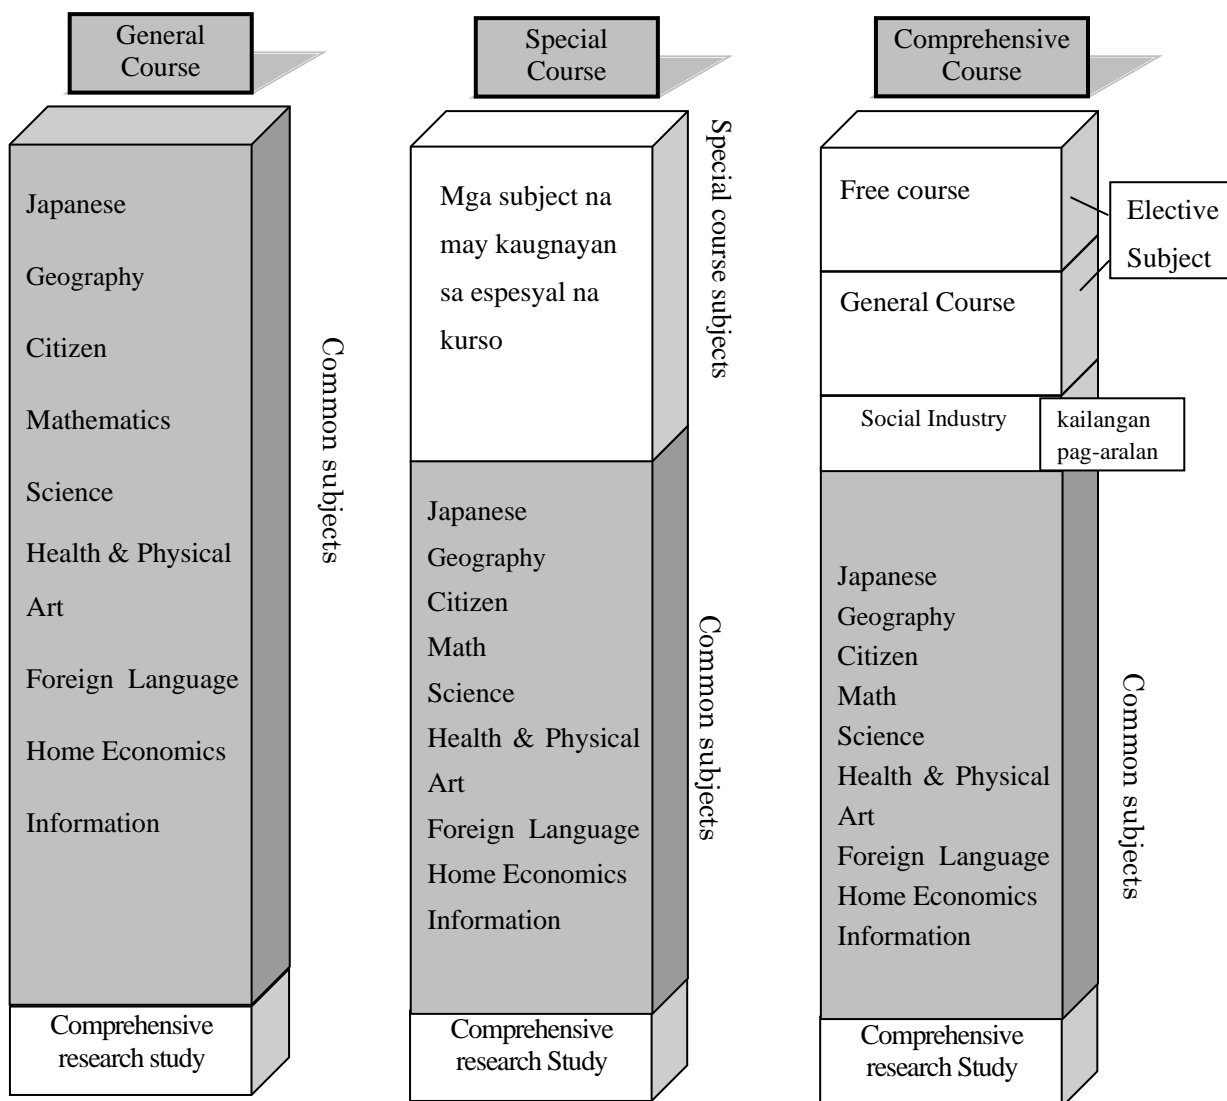 General
Course
Japanese
Geography
Citizen
Mathematics
Science
Health & Physical
Art
Foreign Language
Home Economics
Information
Common subjects
Comprehensive
research study
Special
Course
Mga subject na
may kaugnayan
sa espesyal na
kurso
Special course subjects
Japanese
Geography
Citizen
Math
Science
Health & Physical
Art
Foreign Language
Home Economics
Information
Common subjects
Comprehensive
research Study
Comprehensive
Course
Free course
General Course
Elective
Subject
Social Industry
kailangan
pag-aralan
Japanese
Geography
Citizen
Math
Science
Health & Physical
Art
Foreign Language
Home Economics
Information
Common subjects
Comprehensive
research Study